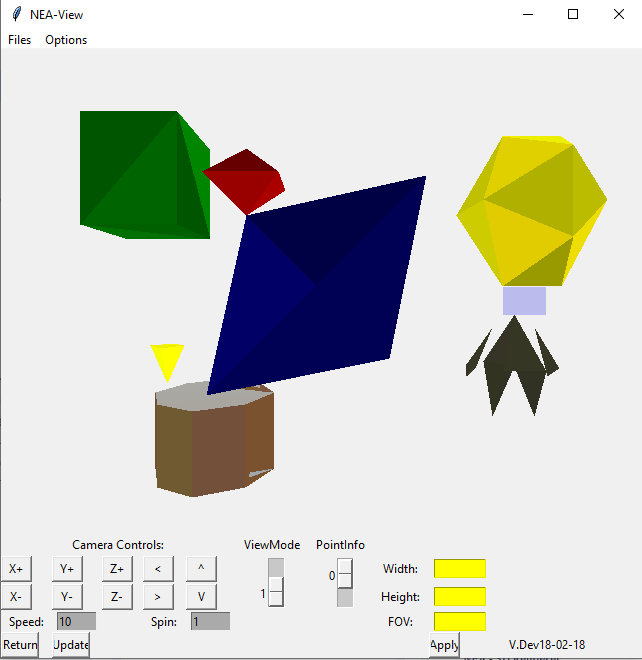 NEA-View
Files Options
Camera Controls: ViewMode PointInfo
X+ Y+ Z+ < ^ 1 0 Width:
X- Y- Z- > V Height:
Speed: 10 Spin: 1 FOV:
Return Update Apply V.Dev18-02-18